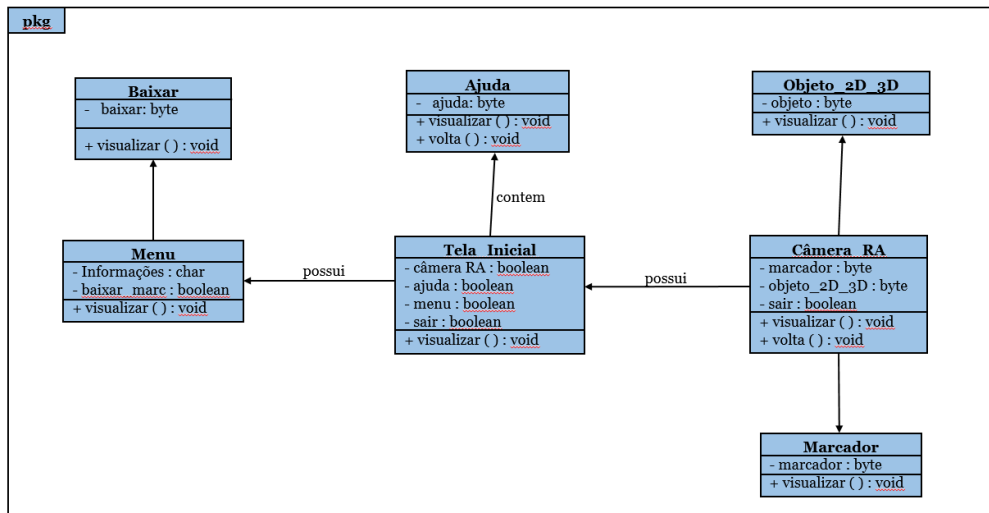 pkg
Baixar
- baixar: byte
+ visualizar ( ) : void
Ajuda
- ajuda: byte
+ visualizar ( ) : void
+ volta ( ) : void
Objeto_2D_3D
- objeto : byte
+ visualizar ( ) : void
contem
Menu
- Informações : char
- baixar_marc : boolean
+ visualizar ( ) : void
possui
Tela_Inicial
- câmera RA : boolean
- ajuda : boolean
- menu : boolean
- sair : boolean
+ visualizar ( ) : void
possui
Câmera_RA
- marcador : byte
- objeto_2D_3D : byte
- sair : boolean
+ visualizar ( ) : void
+ volta ( ) : void
Marcador
- marcador : byte
+ visualizar ( ) : void